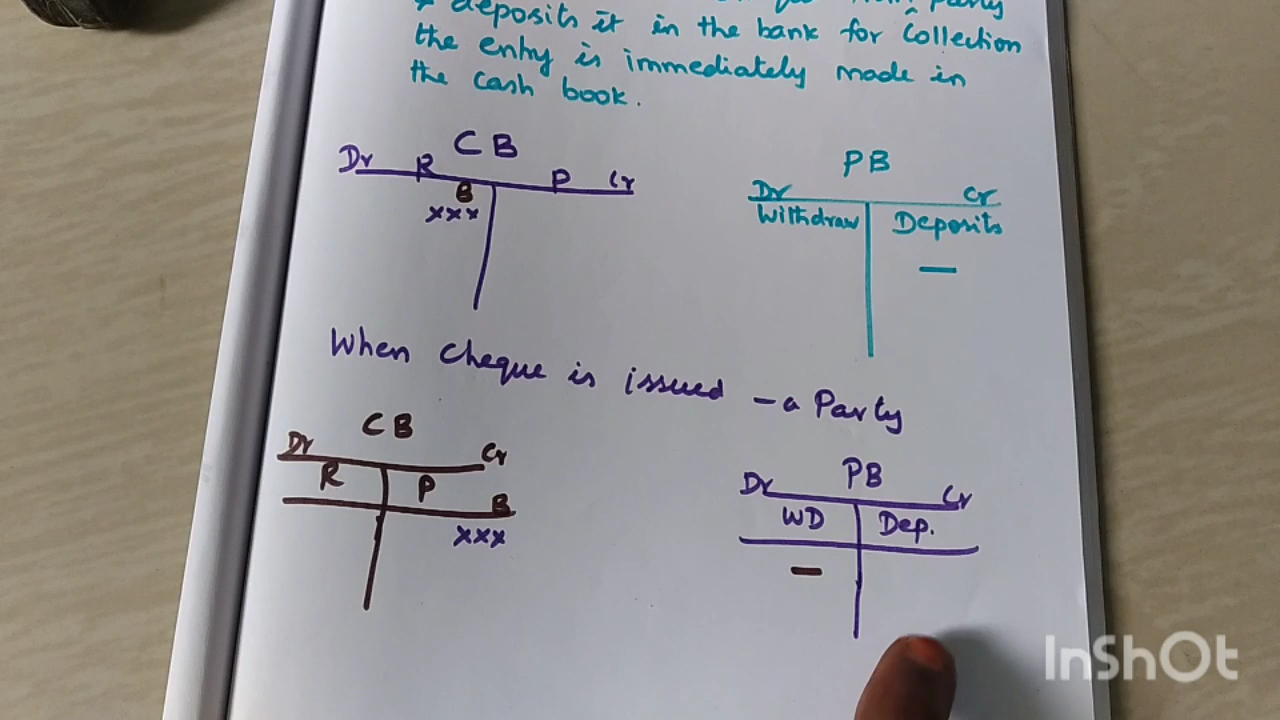 deposits it in the bank for Collection
the entry is immediately made in
the cash book.
CB
Dr R P Cr
B
xxx
PB
Dr Cr
Withdraw Deposits
—
When cheque is issued - a Party
CB
Dr Cr
R P B
xxx
PB
Dr Cr
WD Dep.
—
InShOt